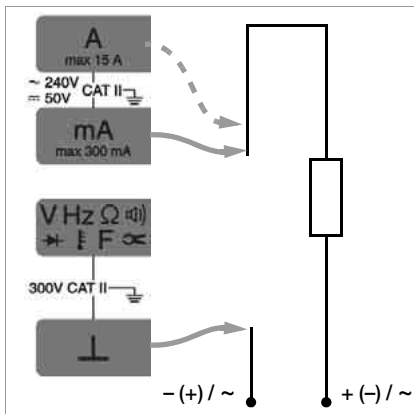 A
max 15 A
~ 240V
⎓ 50V
CAT II
mA
max 300 mA
V Hz Ω
F
300V CAT II
⊥
– (+) / ~
+ (–) / ~